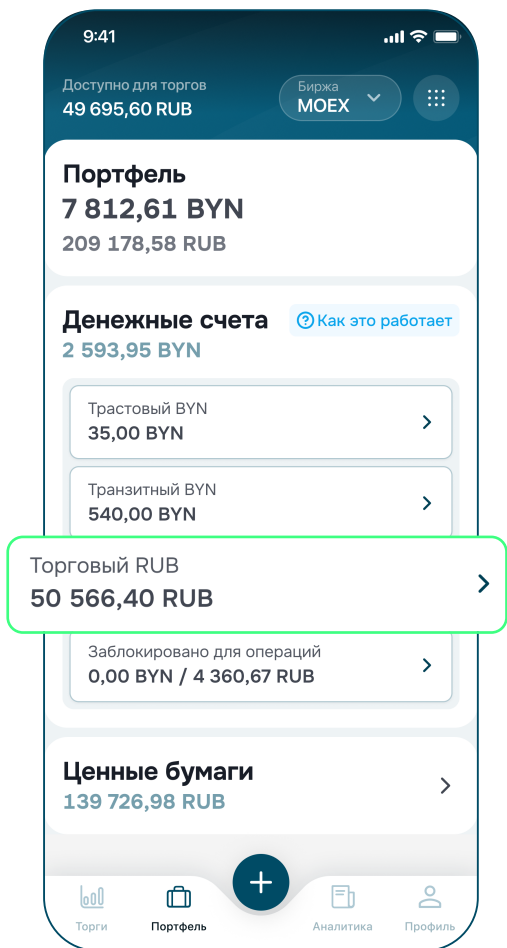 9:41
Доступно для торгов
49 695,60 RUB
Биржа
MOEX
Портфель
7 812,61 BYN
209 178,58 RUB
Денежные счета
Как это работает
2 593,95 BYN
Трастовый BYN
35,00 BYN
Транзитный BYN
540,00 BYN
Торговый RUB
50 566,40 RUB
Заблокировано для операций
0,00 BYN / 4 360,67 RUB
Ценные бумаги
139 726,98 RUB
Торги
Портфель
Аналитика
Профиль